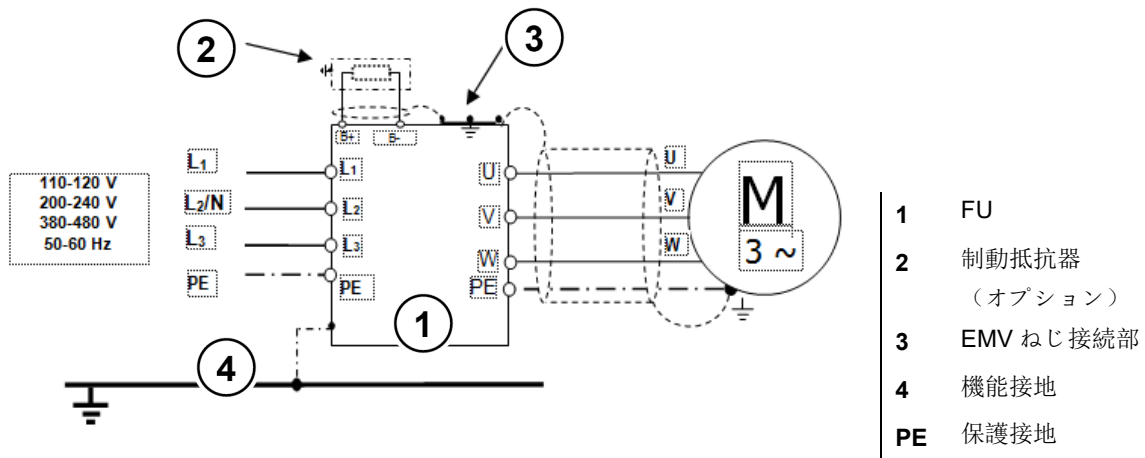 2
3
B+
B-
110-120 V
200-240 V
380-480 V
50-60 Hz
L1
L2/N
L3
PE
L1
L2
L3
PE
U
V
W
PE
U
V
W
M
3 ~
1
4
1 FU
2 制動抵抗器
（オプション）
3 EMV ねじ接続部
4 機能接地
PE 保護接地